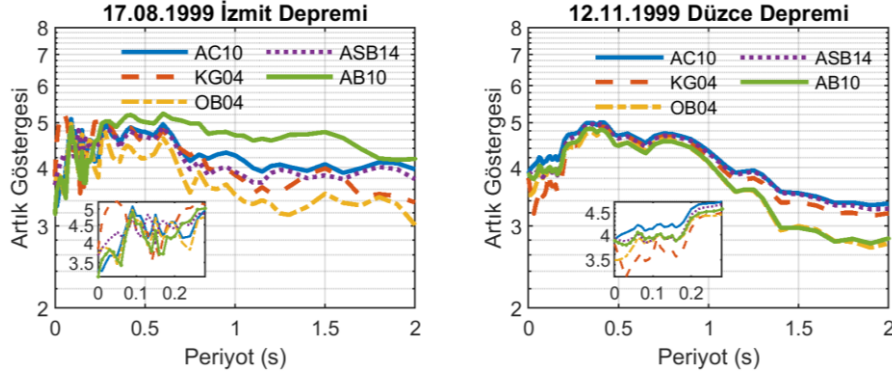 17.08.1999 İzmit Depremi
Artık Göstergesi
8
7
6
5
4
3
2
AC10
KG04
OB04
ASB14
AB10
5
4.5
4
3.5
0 0.1 0.2
0 0.5 1 1.5 2
Periyot (s)
12.11.1999 Düzce Depremi
Artık Göstergesi
8
7
6
5
4
3
2
AC10
KG04
OB04
ASB14
AB10
4.5
4
3.5
0 0.1 0.2
0 0.5 1 1.5 2
Periyot (s)